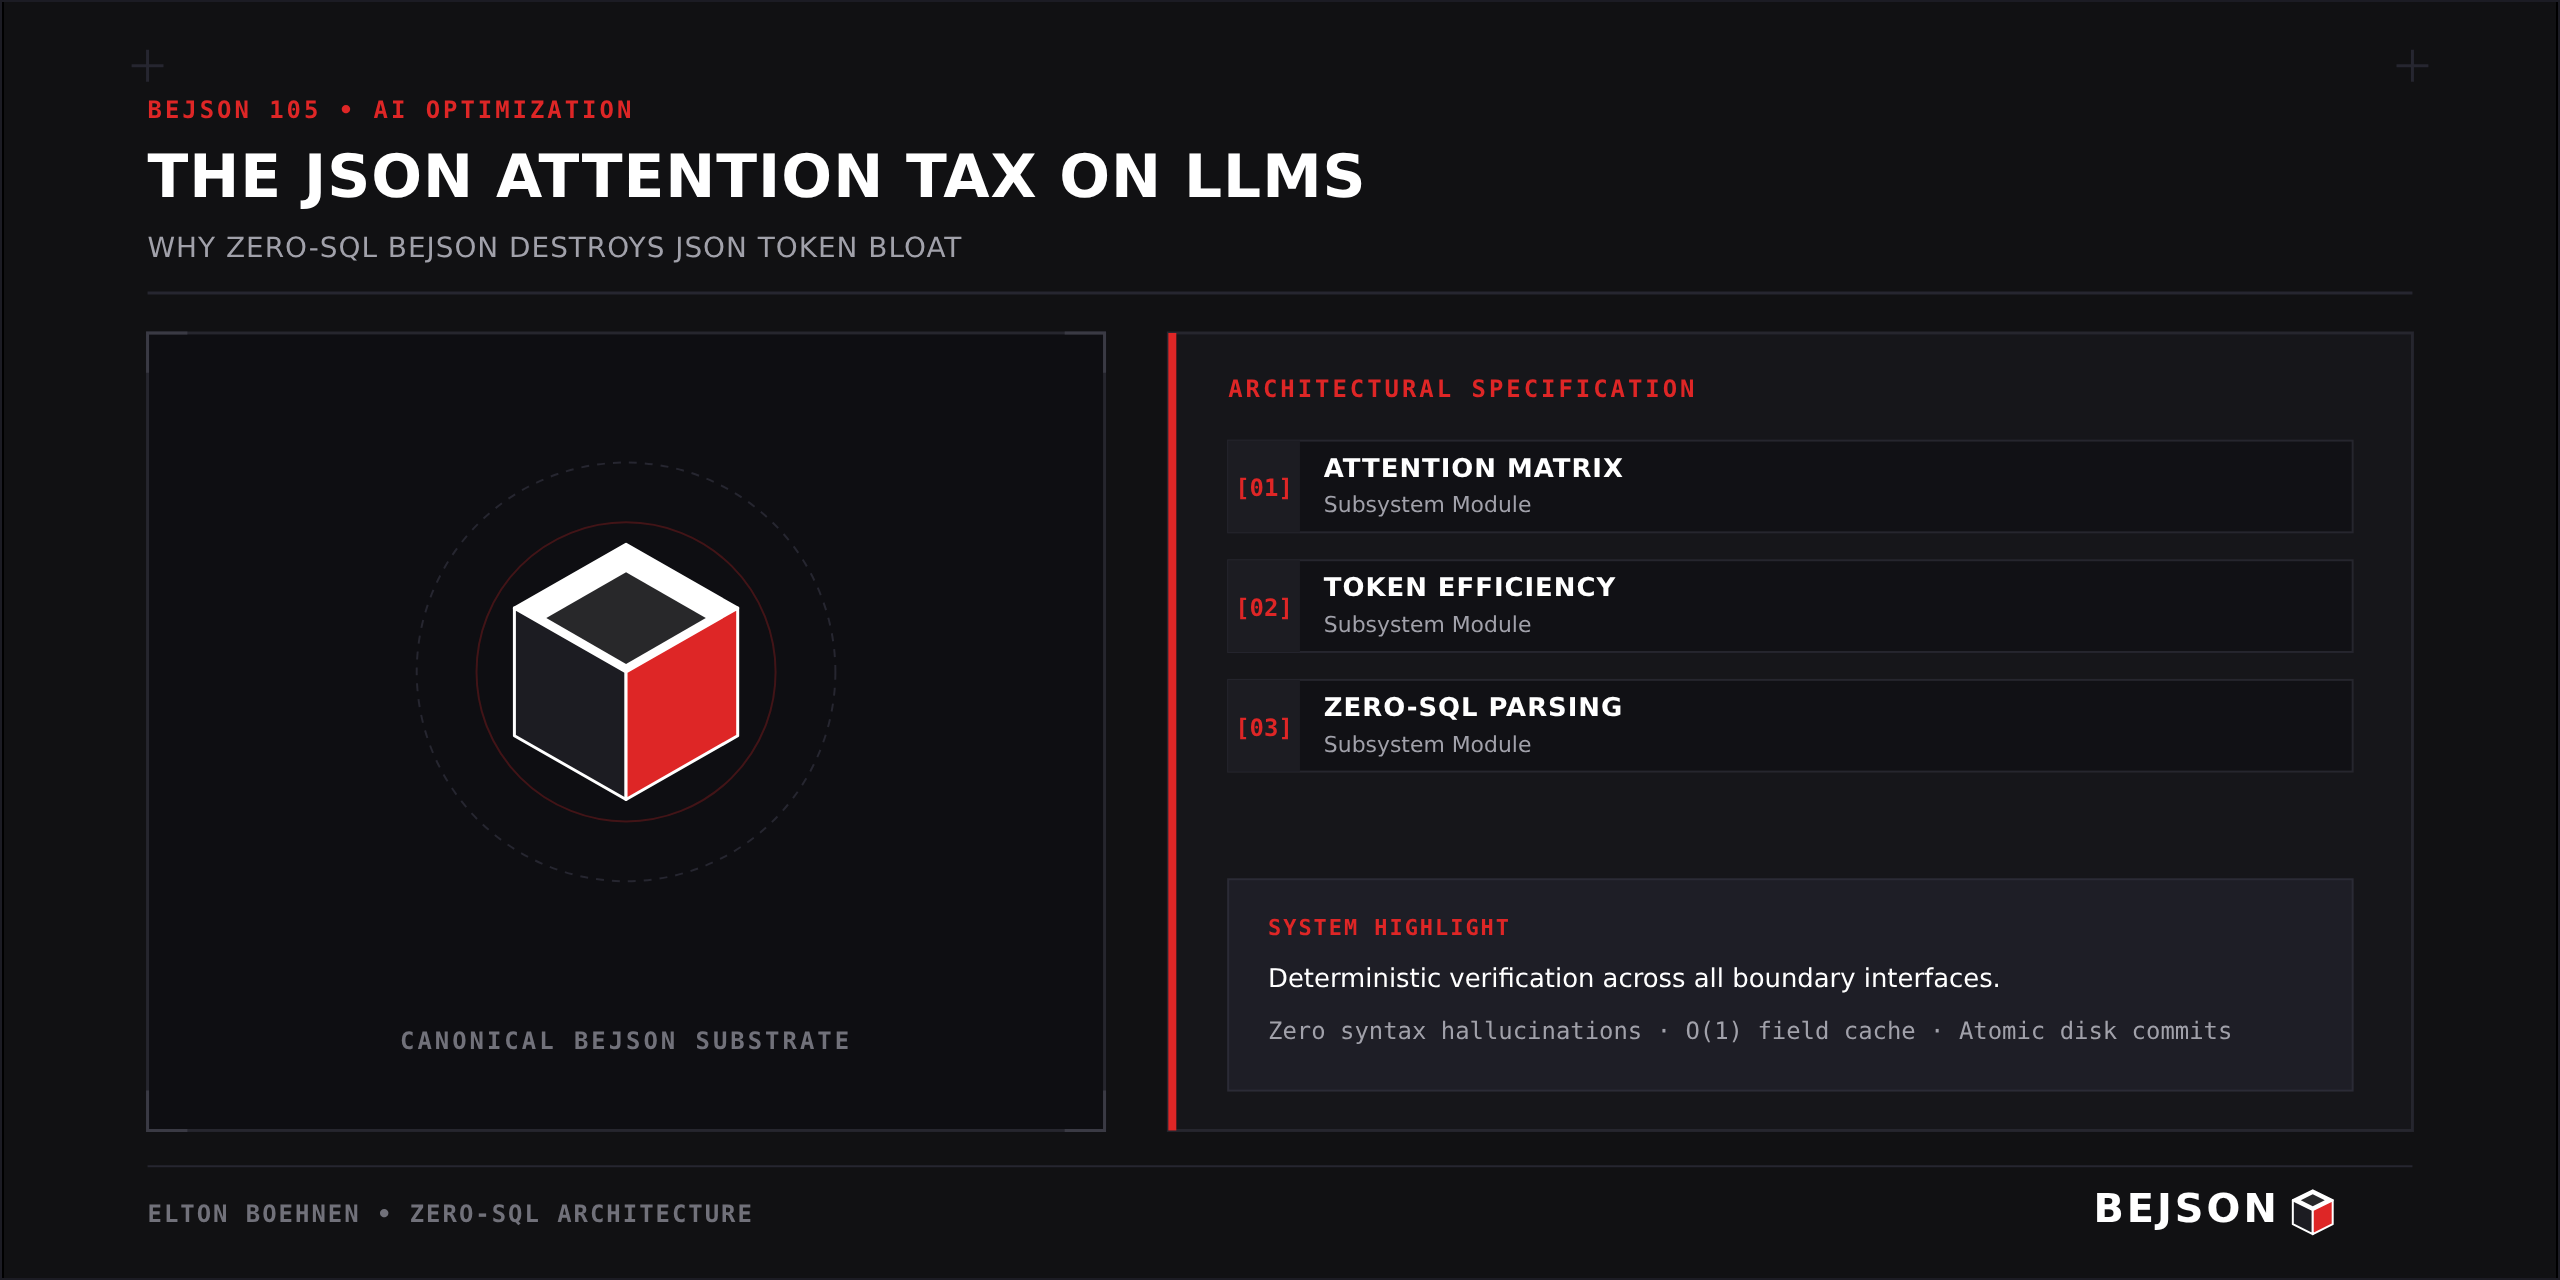 BEJSON 105 • AI OPTIMIZATION
THE JSON ATTENTION TAX ON LLMS
WHY ZERO-SQL BEJSON DESTROYS JSON TOKEN BLOAT
CANONICAL BEJSON SUBSTRATE
ARCHITECTURAL SPECIFICATION
[01]
ATTENTION MATRIX
Subsystem Module
[02]
TOKEN EFFICIENCY
Subsystem Module
[03]
ZERO-SQL PARSING
Subsystem Module
SYSTEM HIGHLIGHT
Deterministic verification across all boundary interfaces.
Zero syntax hallucinations · O(1) field cache · Atomic disk commits
ELTON BOEHNEN • ZERO-SQL ARCHITECTURE
BEJSON